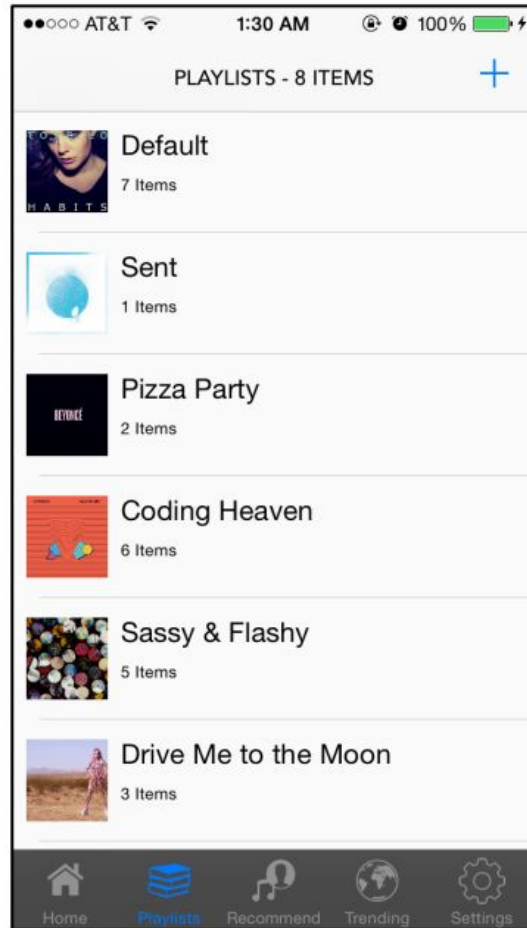 AT&T 1:30 AM 100%
PLAYLISTS - 8 ITEMS +
Default
7 Items
HABITS
Sent
1 Items
Pizza Party
2 Items
BEYONCÉ
Coding Heaven
6 Items
Sassy & Flashy
5 Items
Drive Me to the Moon
3 Items
Home Playlists Recommend Trending Settings